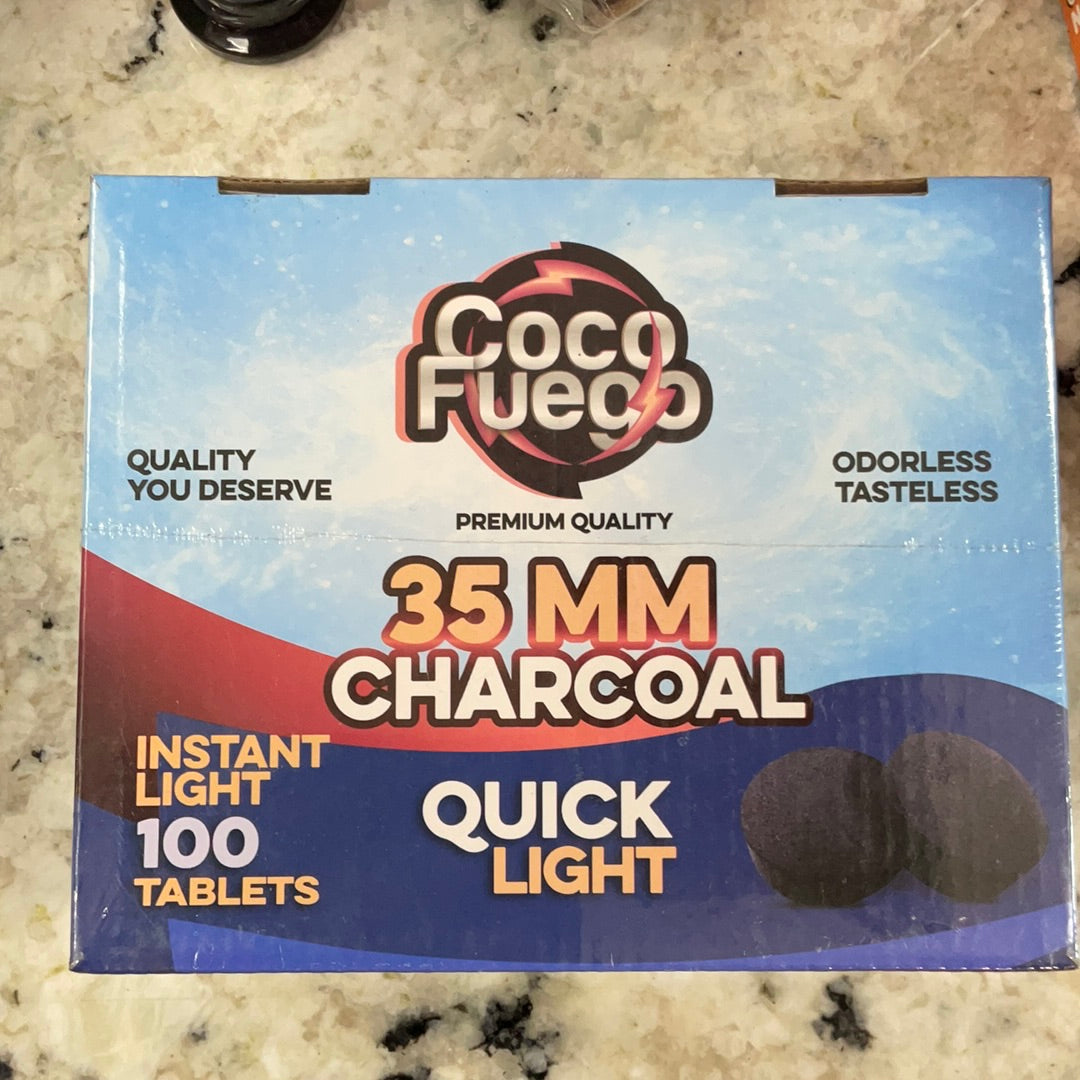 Coco
Fuego
QUALITY
YOU DESERVE
ODORLESS
TASTELESS
PREMIUM QUALITY
35 MM
CHARCOAL
INSTANT
LIGHT
100
TABLETS
QUICK
LIGHT